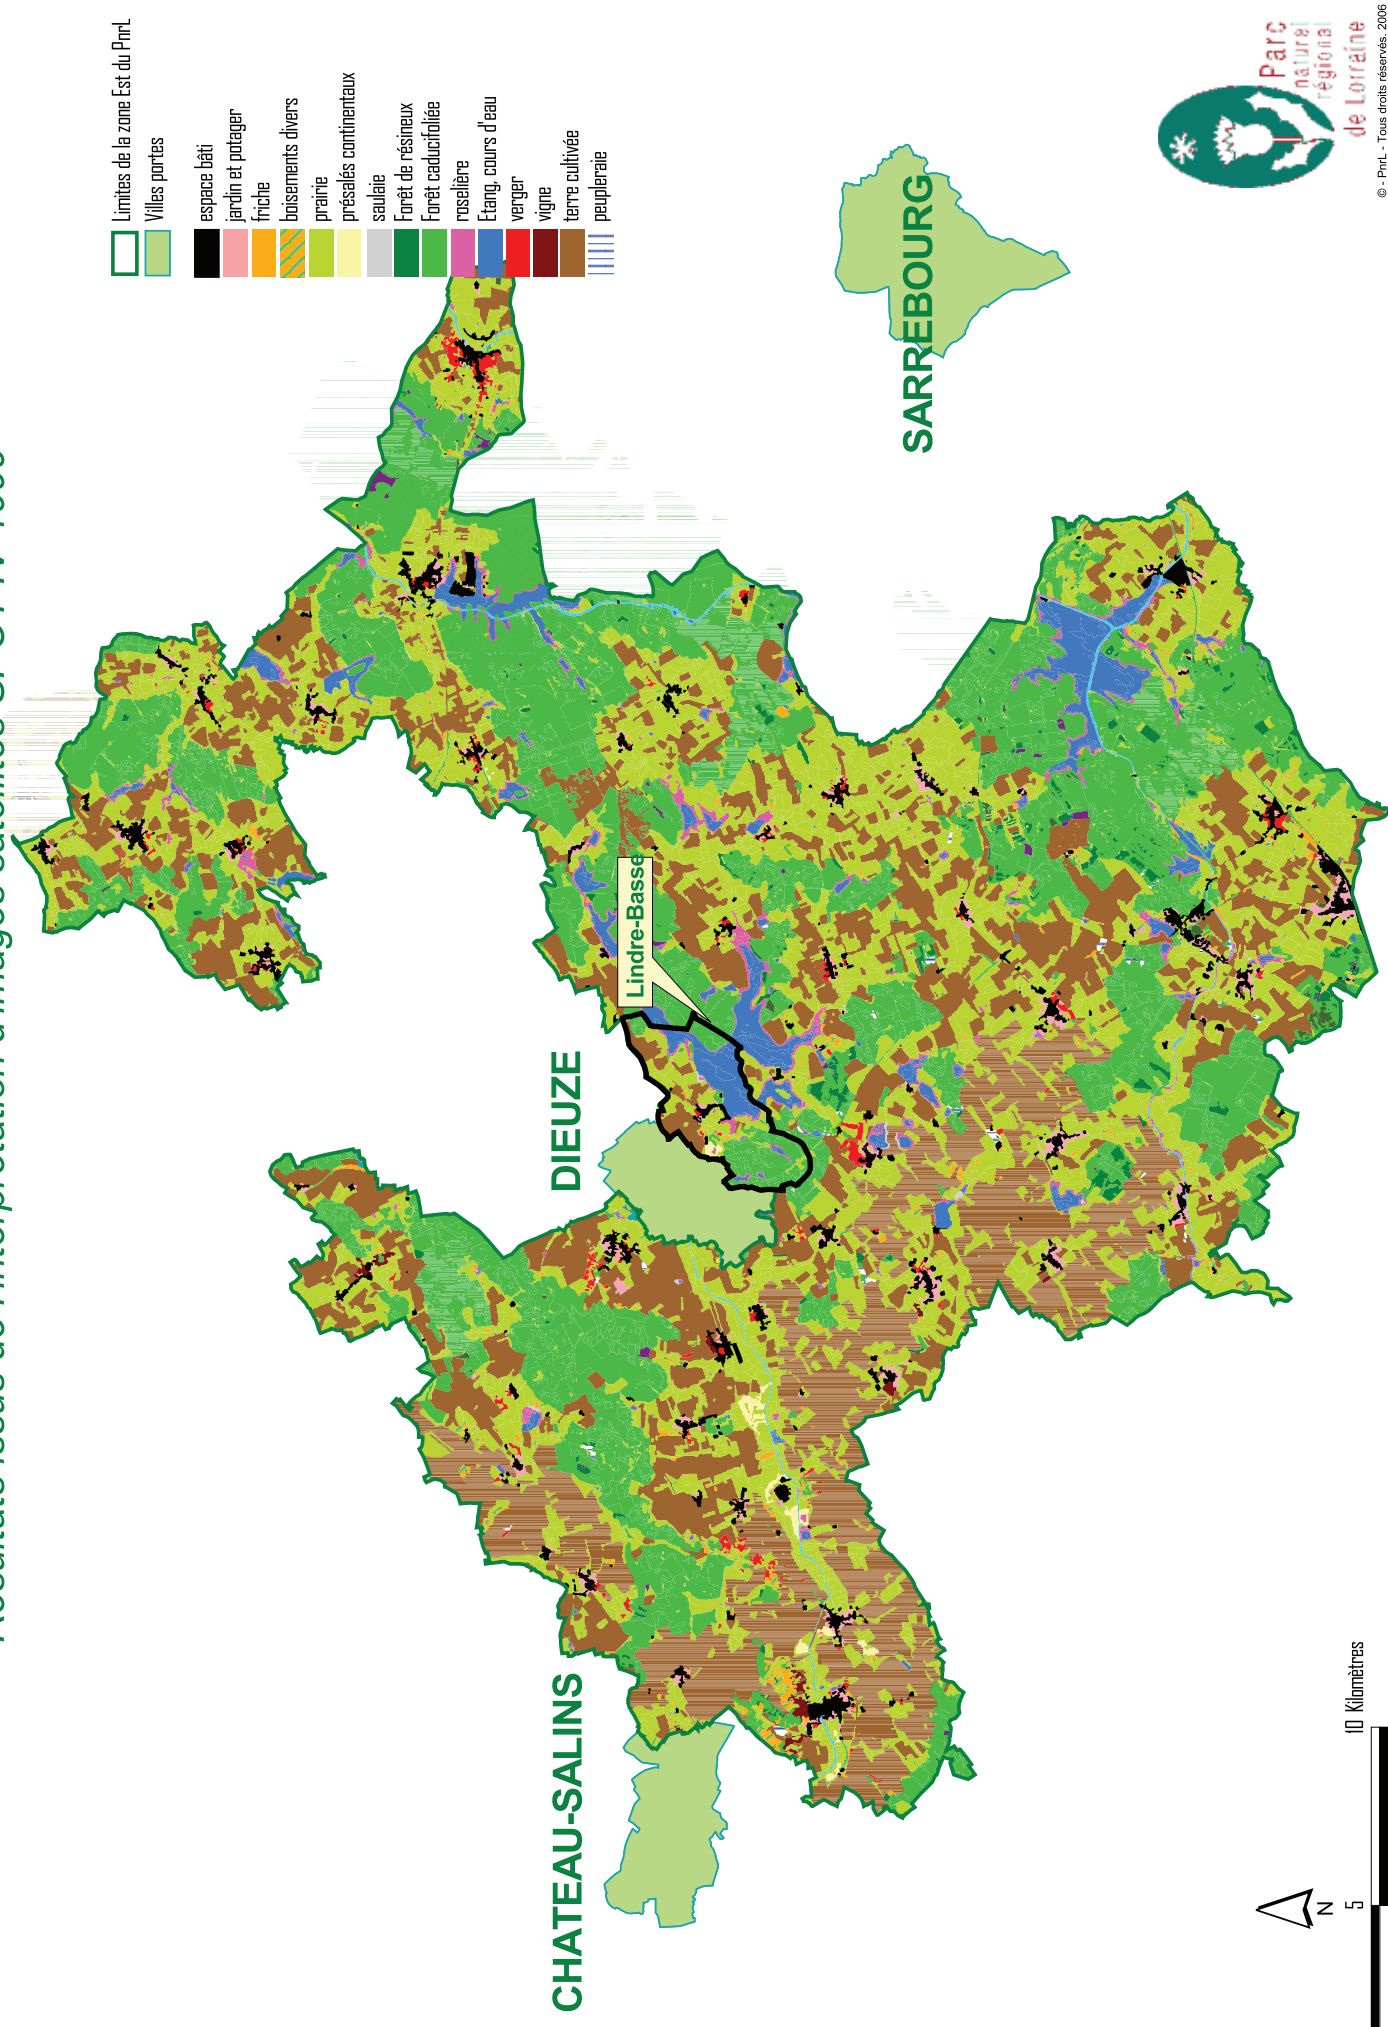 Limites de la zone Est du PnrL
Villes portes
espace bâti
jardin et potager
friche
boisements divers
prairie
présalés continentaux
saulaie
Forêt de résineux
Forêt caducifoliée
roselière
Etang, cours d'eau
verger
vigne
terre cultivée
peupleraie
Parc
naturel
régional
de Lorraine
© - PnrL - Tous droits réservés. 2006
SARREBOURG
Lindre-Basse
DIEUZE
CHATEAU-SALINS
N
5
10 Kilomètres